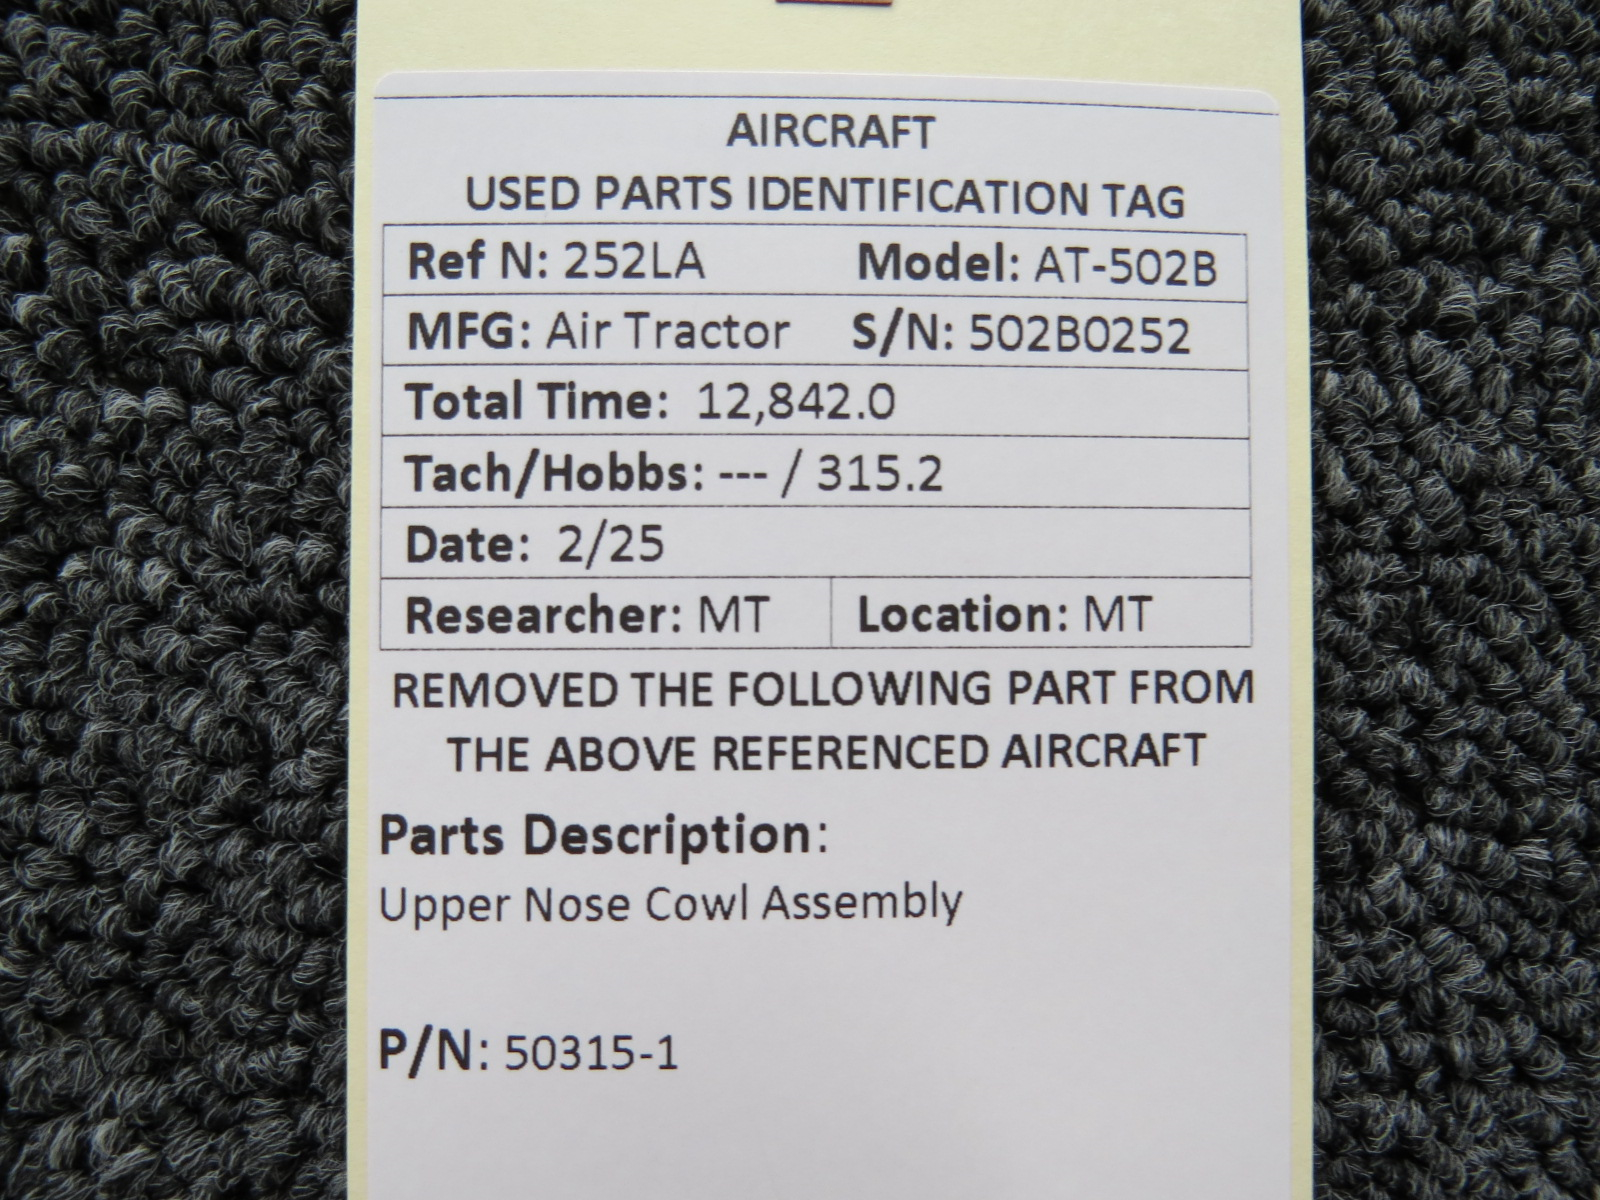 AIRCRAFT
USED PARTS IDENTIFICATION TAG
Ref N: 252LA Model: AT-502B
MFG: Air Tractor S/N: 502B0252
Total Time: 12,842.0
Tach/Hobbs: --- / 315.2
Date: 2/25
Researcher: MT Location: MT
REMOVED THE FOLLOWING PART FROM
THE ABOVE REFERENCED AIRCRAFT
Parts Description:
Upper Nose Cowl Assembly
P/N: 50315-1